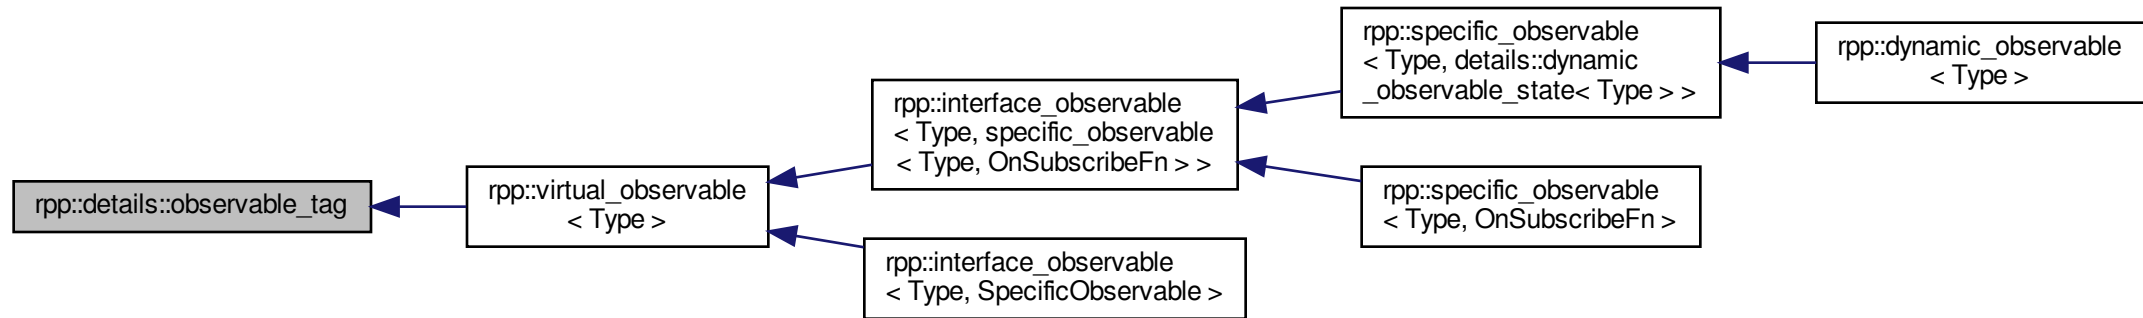 rpp::details::observable_tag
rpp::virtual_observable
< Type >
rpp::interface_observable
< Type, specific_observable
< Type, OnSubscribeFn > >
rpp::interface_observable
< Type, SpecificObservable >
rpp::specific_observable
< Type, details::dynamic
_observable_state< Type > >
rpp::specific_observable
< Type, OnSubscribeFn >
rpp::dynamic_observable
< Type >